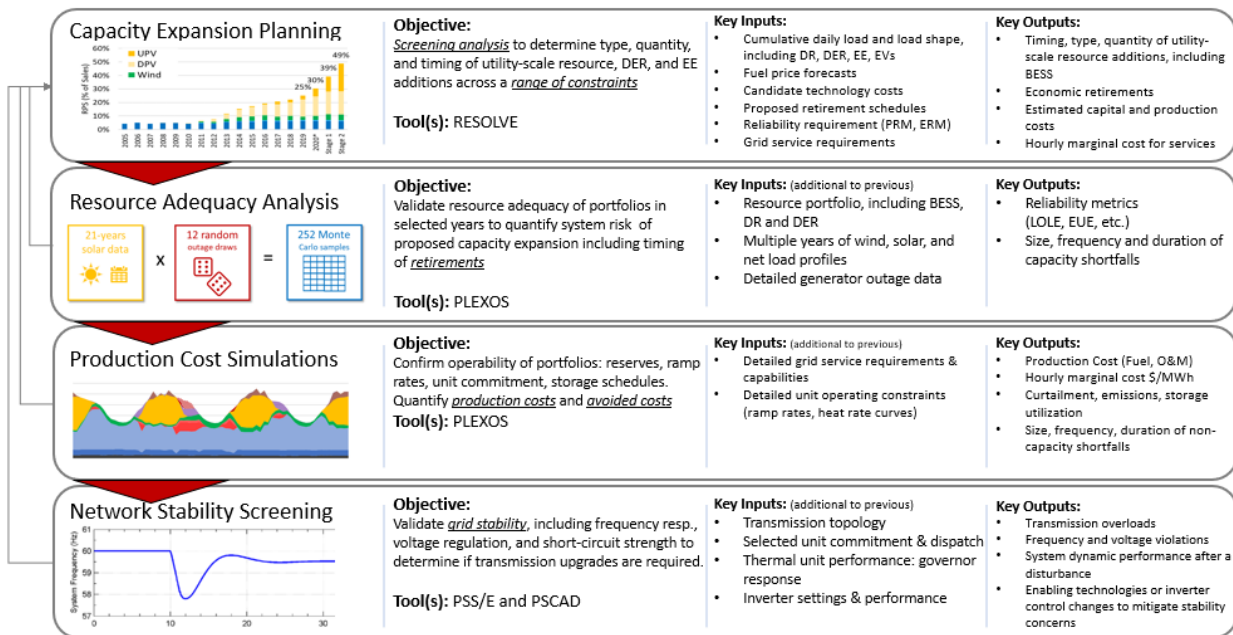 Capacity Expansion Planning
RPS (% of Sales)
60%
50%
40%
30%
20%
10%
0%
UPV
DPV
Wind
25%
30%
39%
49%
2005
2006
2007
2008
2009
2010
2011
2012
2013
2014
2015
2016
2017
2018
2019
2020*
Stage 1
Stage 2
Objective:
Screening analysis to determine type, quantity,
and timing of utility-scale resource, DER, and EE
additions across a range of constraints
Tool(s): RESOLVE
Key Inputs:
• Cumulative daily load and load shape,
including DR, DER, EE, EVs
• Fuel price forecasts
• Candidate technology costs
• Proposed retirement schedules
• Reliability requirement (PRM, ERM)
• Grid service requirements
Key Outputs:
• Timing, type, quantity of utility-
scale resource additions, including
BESS
• Economic retirements
• Estimated capital and production
costs
• Hourly marginal cost for services
Resource Adequacy Analysis
21-years
solar data
x
12 random
outage draws
=
252 Monte
Carlo samples
Objective:
Validate resource adequacy of portfolios in
selected years to quantify system risk of
proposed capacity expansion including timing
of retirements
Tool(s): PLEXOS
Key Inputs: (additional to previous)
• Resource portfolio, including BESS,
DR and DER
• Multiple years of wind, solar, and
net load profiles
• Detailed generator outage data
Key Outputs:
• Reliability metrics
(LOLE, EUE, etc.)
• Size, frequency and duration of
capacity shortfalls
Production Cost Simulations
Objective:
Confirm operability of portfolios: reserves, ramp
rates, unit commitment, storage schedules.
Quantify production costs and avoided costs
Tool(s): PLEXOS
Key Inputs: (additional to previous)
• Detailed grid service requirements &
capabilities
• Detailed unit operating constraints
(ramp rates, heat rate curves)
Key Outputs:
• Production Cost (Fuel, O&M)
• Hourly marginal cost $/MWh
• Curtailment, emissions, storage
utilization
• Size, frequency, duration of non-
capacity shortfalls
Network Stability Screening
System Frequency (Hz)
61
60
59
58
57
0
10
20
30
Objective:
Validate grid stability, including frequency resp.,
voltage regulation, and short-circuit strength to
determine if transmission upgrades are required.
Tool(s): PSS/E and PSCAD
Key Inputs: (additional to previous)
• Transmission topology
• Selected unit commitment & dispatch
• Thermal unit performance: governor
response
• Inverter settings & performance
Key Outputs:
• Transmission overloads
• Frequency and voltage violations
• System dynamic performance after a
disturbance
• Enabling technologies or inverter
control changes to mitigate stability
concerns